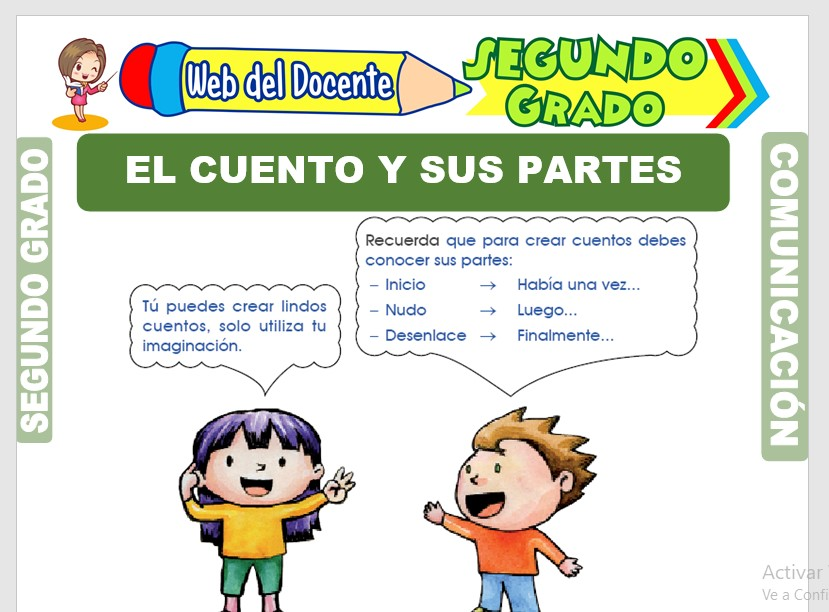 Web del Docente
SEGUNDO
GRADO
EL CUENTO Y SUS PARTES
SEGUNDO GRADO
COMUNICACIÓN
Recuerda que para crear cuentos debes
conocer sus partes:
– Inicio → Había una vez...
– Nudo → Luego...
– Desenlace → Finalmente...
Tú puedes crear lindos
cuentos, solo utiliza tu
imaginación.
Activar
Ve a Confi